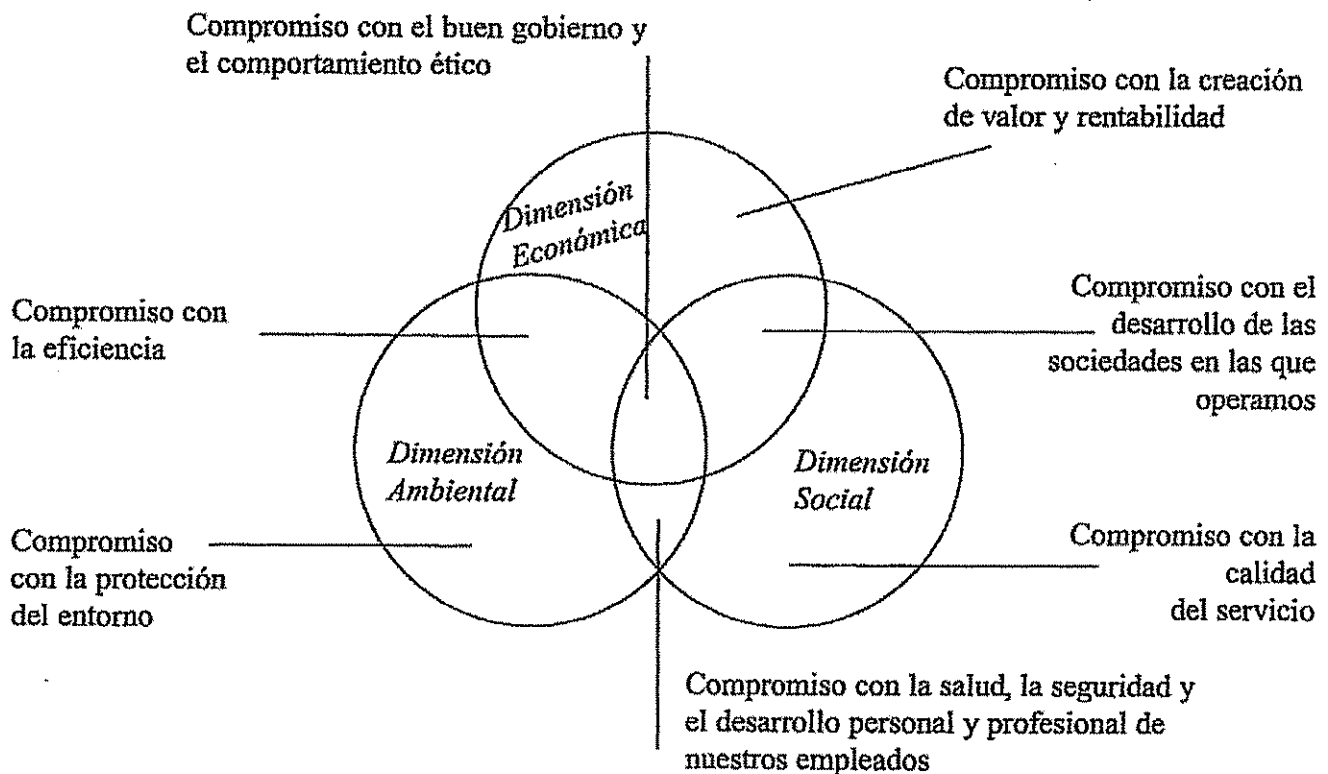 Compromiso con el buen gobierno y
el comportamiento ético
Compromiso con la creación
de valor y rentabilidad
Dimensión
Económica
Compromiso con
la eficiencia
Compromiso con el
desarrollo de las
sociedades en las que
operamos
Dimensión
Ambiental
Dimensión
Social
Compromiso
con la protección
del entorno
Compromiso con la
calidad
del servicio
Compromiso con la salud, la seguridad y
el desarrollo personal y profesional de
nuestros empleados